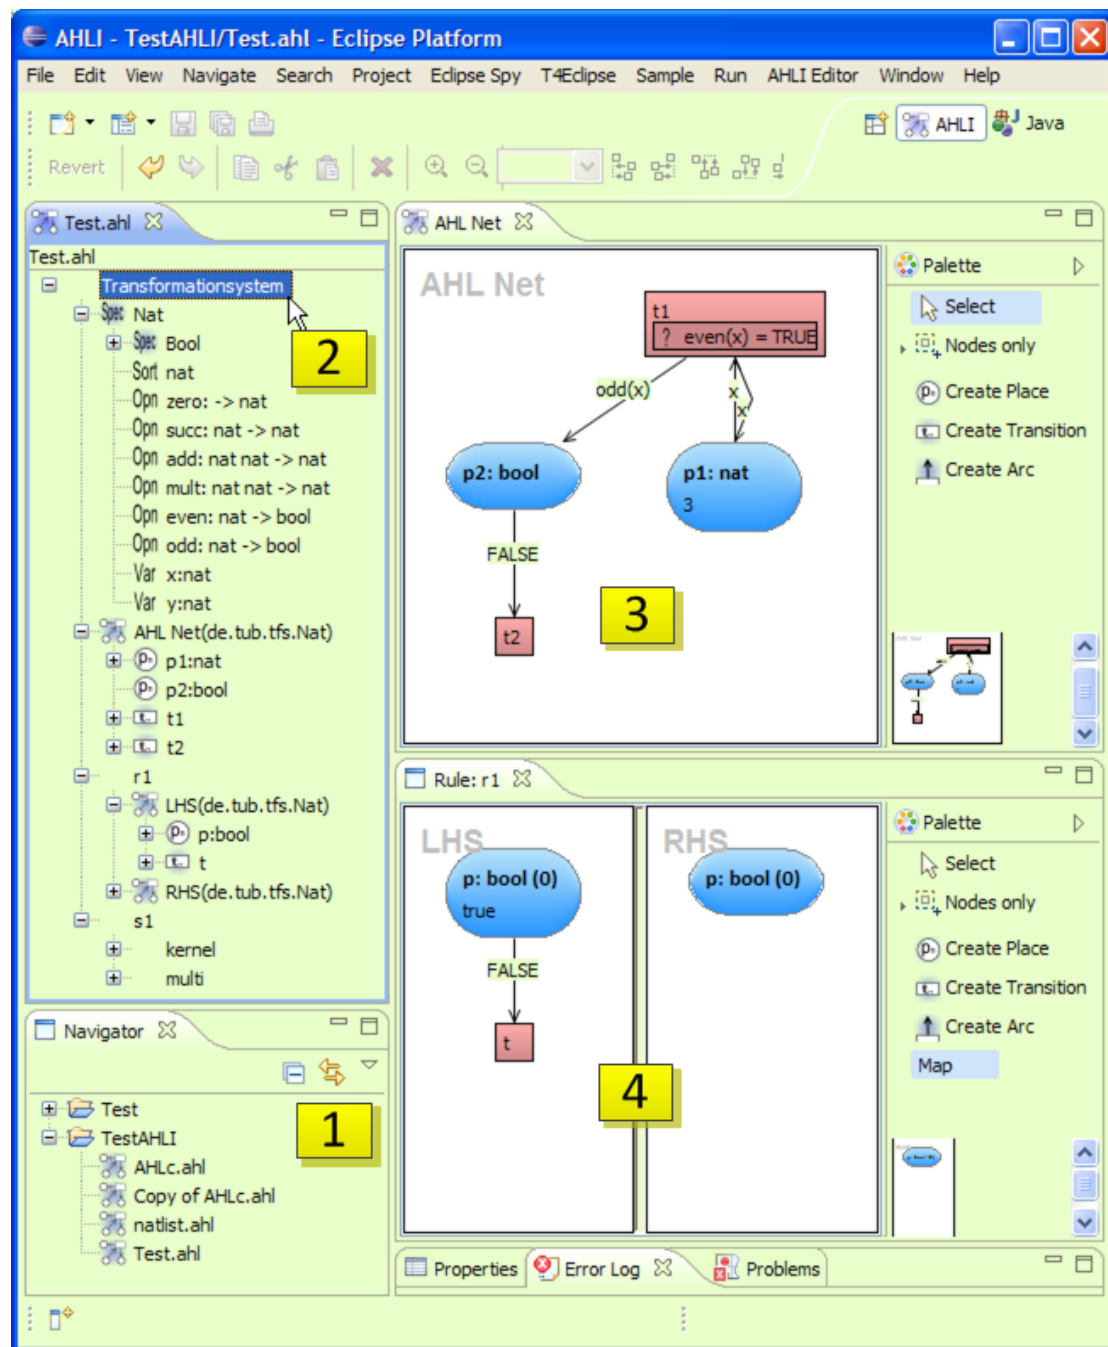 AHLI - TestAHLI/Test.ahl - Eclipse Platform
File Edit View Navigate Search Project Eclipse Spy T4Eclipse Sample Run AHLI Editor Window Help
AHLI Java
Revert
Test.ahl
Test.ahl
Transformationsystem
Spec Nat
Spec Bool
Sort nat
Opn zero: -> nat
Opn succ: nat -> nat
Opn add: nat nat -> nat
Opn mult: nat nat -> nat
Opn even: nat -> bool
Opn odd: nat -> bool
Var x:nat
Var y:nat
AHL Net(de.tub.tfs.Nat)
p1:nat
p2:bool
t1
t2
r1
LHS(de.tub.tfs.Nat)
p:bool
t
RHS(de.tub.tfs.Nat)
s1
kernel
multi
2
Navigator
Test
TestAHLI
AHLc.ahl
Copy of AHLc.ahl
natlist.ahl
Test.ahl
1
AHL Net
AHL Net
t1
? even(x) = TRUE
odd(x)
x
x
p2: bool
p1: nat
3
FALSE
t2
3
Palette
Select
Nodes only
Create Place
Create Transition
Create Arc
Rule: r1
LHS
p: bool (0)
true
FALSE
t
RHS
p: bool (0)
4
Palette
Select
Nodes only
Create Place
Create Transition
Create Arc
Map
Properties Error Log Problems